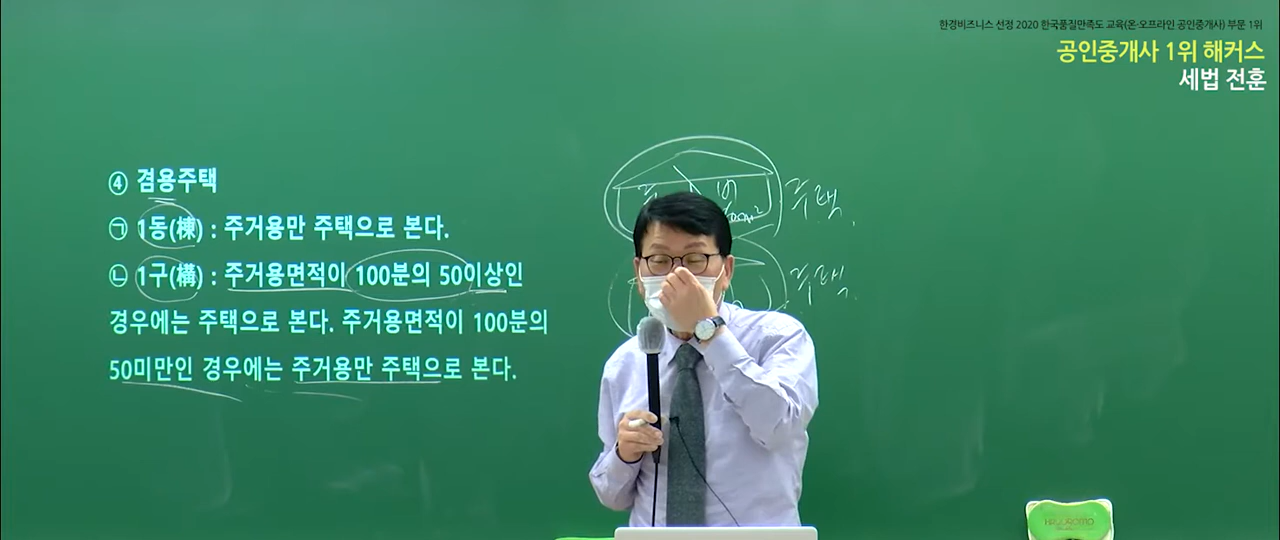 한경비즈니스 선정 2020 한국품질만족도 교육(온·오프라인 공인중개사) 부문 1위
공인중개사 1위 해커스
세법 전훈
④ 겸용주택
㉠ 1동(棟) : 주거용만 주택으로 본다.
㉡ 1구(構) : 주거용면적이 100분의 50이상인
경우에는 주택으로 본다. 주거용면적이 100분의
50미만인 경우에는 주거용만 주택으로 본다.
주택
주택